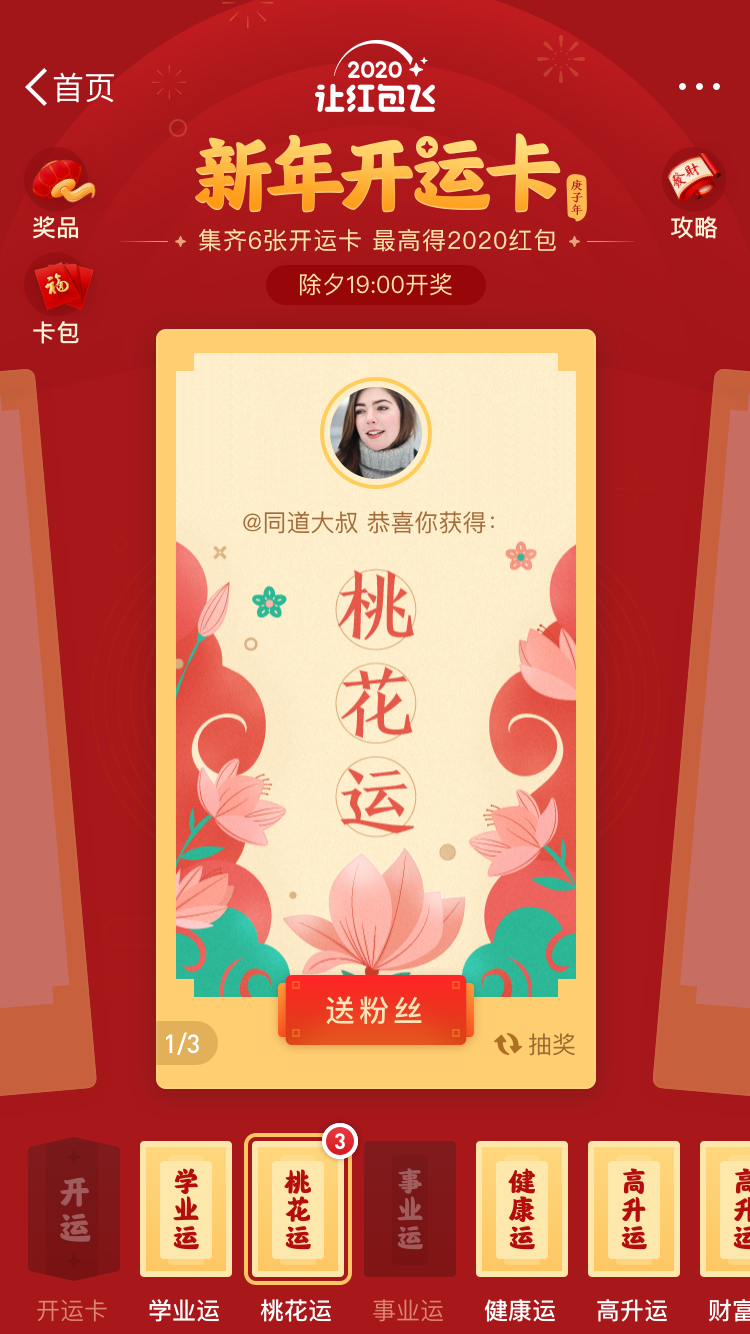 首页
2020
让红包飞
新年开运卡
庚子年
奖品
發財
攻略
集齐6张开运卡 最高得2020红包
除夕19:00开奖
福
卡包
@同道大叔 恭喜你获得:
桃
花
运
送粉丝
1/3
抽奖
3
开运
学业运
桃花运
事业运
健康运
高升运
开运卡
学业运
桃花运
事业运
健康运
高升运
财富